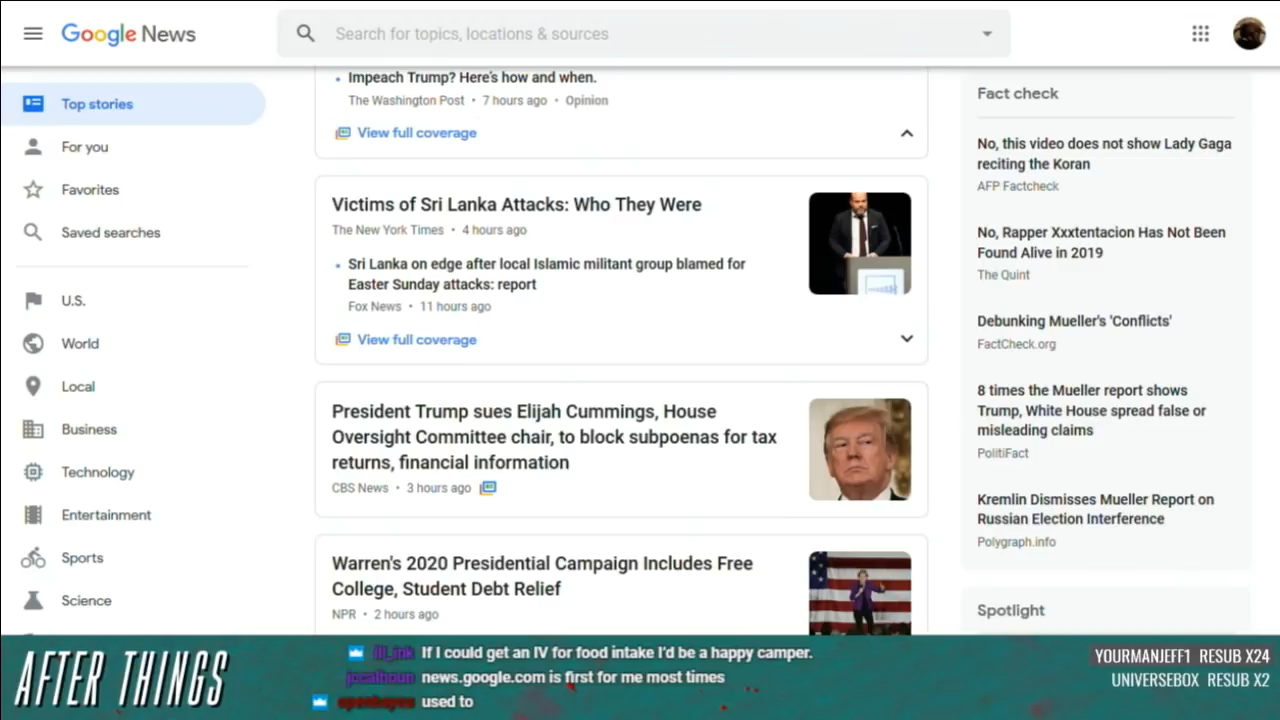 Google News
Search for topics, locations & sources
Top stories
For you
Favorites
Saved searches
U.S.
World
Local
Business
Technology
Entertainment
Sports
Science
Impeach Trump? Here's how and when.
The Washington Post • 7 hours ago • Opinion
View full coverage
Victims of Sri Lanka Attacks: Who They Were
The New York Times • 4 hours ago
Sri Lanka on edge after local Islamic militant group blamed for
Easter Sunday attacks: report
Fox News • 11 hours ago
View full coverage
President Trump sues Elijah Cummings, House
Oversight Committee chair, to block subpoenas for tax
returns, financial information
CBS News • 3 hours ago
Warren's 2020 Presidential Campaign Includes Free
College, Student Debt Relief
NPR • 2 hours ago
Fact check
No, this video does not show Lady Gaga
reciting the Koran
AFP Factcheck
No, Rapper Xxxtentacion Has Not Been
Found Alive in 2019
The Quint
Debunking Mueller's 'Conflicts'
FactCheck.org
8 times the Mueller report shows
Trump, White House spread false or
misleading claims
PolitiFact
Kremlin Dismisses Mueller Report on
Russian Election Interference
Polygraph.info
Spotlight
AFTER THINGS
If I could get an IV for food intake I'd be a happy camper.
jucalhoun news.google.com is first for me most times
used to
YOURMANJEFF1 RESUB X24
UNIVERSEBOX RESUB X2